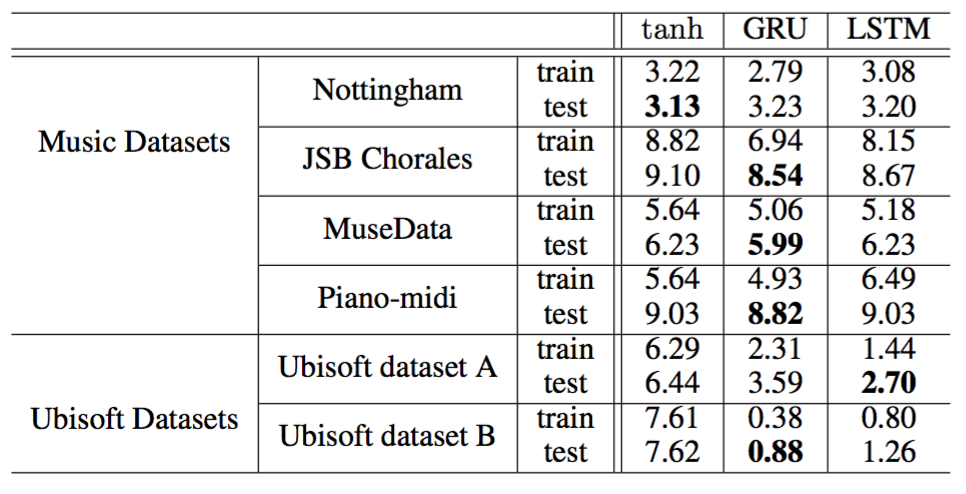 tanh GRU LSTM
Music Datasets Nottingham train 3.22 2.79 3.08
test 3.13 3.23 3.20
JSB Chorales train 8.82 6.94 8.15
test 9.10 8.54 8.67
MuseData train 5.64 5.06 5.18
test 6.23 5.99 6.23
Piano-midi train 5.64 4.93 6.49
test 9.03 8.82 9.03
Ubisoft Datasets Ubisoft dataset A train 6.29 2.31 1.44
test 6.44 3.59 2.70
Ubisoft dataset B train 7.61 0.38 0.80
test 7.62 0.88 1.26